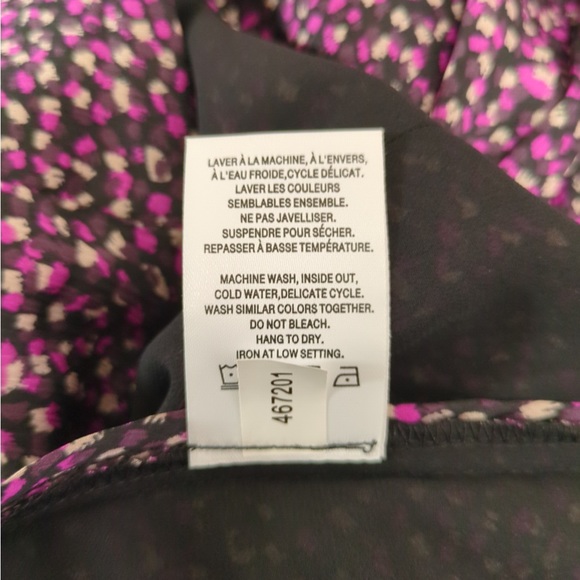 LAVER À LA MACHINE, À L'ENVERS,
À L'EAU FROIDE,CYCLE DÉLICAT.
LAVER LES COULEURS
SEMBLABLES ENSEMBLE.
NE PAS JAVELLISER.
SUSPENDRE POUR SÉCHER.
REPASSER À BASSE TEMPÉRATURE.
MACHINE WASH, INSIDE OUT,
COLD WATER,DELICATE CYCLE.
WASH SIMILAR COLORS TOGETHER.
DO NOT BLEACH.
HANG TO DRY.
IRON AT LOW SETTING.
467201